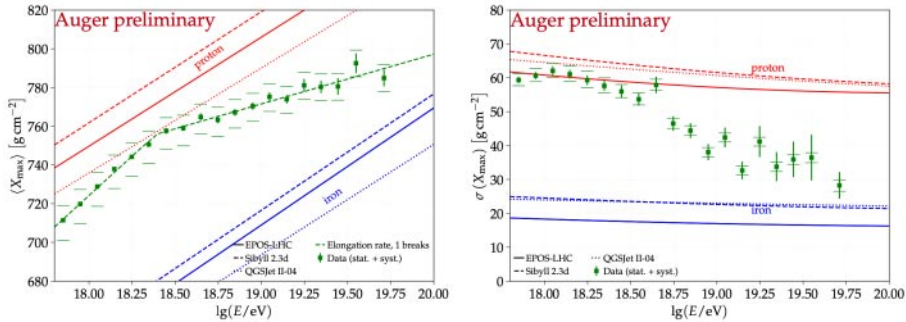 Auger preliminary
820
800
780
760
740
720
700
680
⟨X_max⟩ [g cm⁻²]
proton
iron
EPOS-LHC
Sibyll 2.3d
QGSJet II-04
Elongation rate, 1 breaks
Data (stat. + syst.)
18.00 18.25 18.50 18.75 19.00 19.25 19.50 19.75 20.00
lg(E/eV)
Auger preliminary
80
70
60
50
40
30
20
10
0
σ (X_max) [g cm⁻²]
proton
iron
EPOS-LHC
Sibyll 2.3d
QGSJet II-04
Data (stat. + syst.)
18.00 18.25 18.50 18.75 19.00 19.25 19.50 19.75 20.00
lg(E/eV)